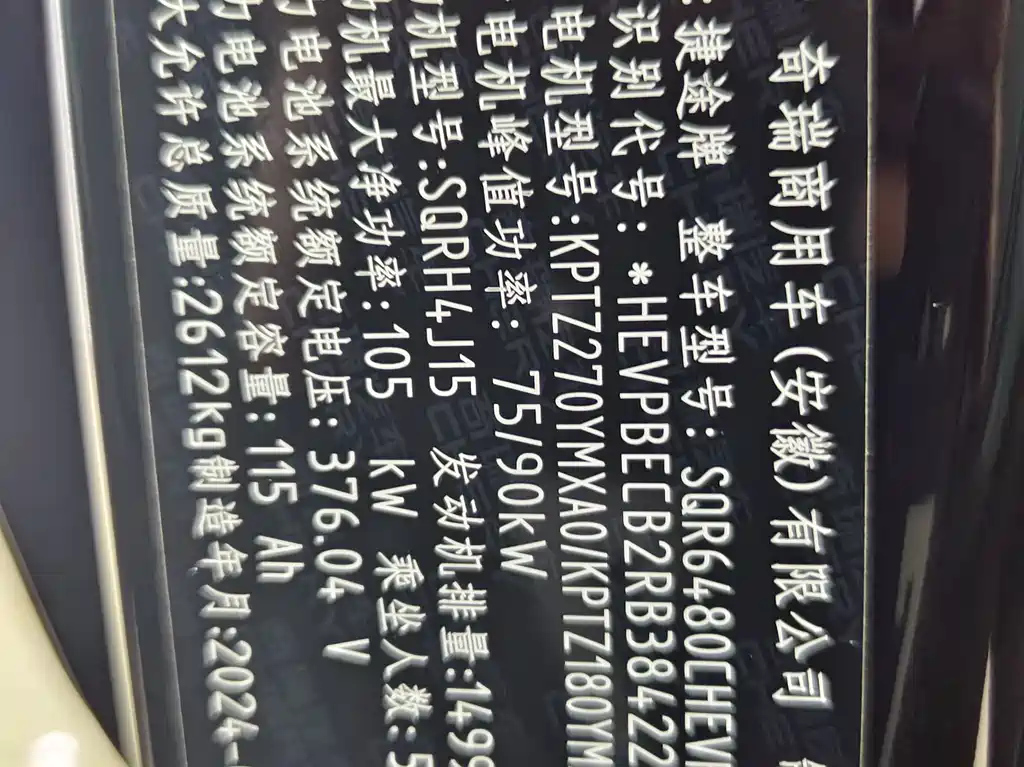 奇瑞商用车(安徽)有限公司
:捷途牌 整车型号:SQR6480CHEV
识别代号:*HEVPBECB2RB38422
电机型号:KPTZ270YMXA0/KPTZ180YM
电机峰值功率: 75/90kW
机型号:SQRH4J15 发动机排量:149
机最大净功率:105 kW 乘坐人数:5
电池系统额定电压:376.04 V
电池系统额定容量:115 Ah
大允许总质量:2612kg制造年月:2024-